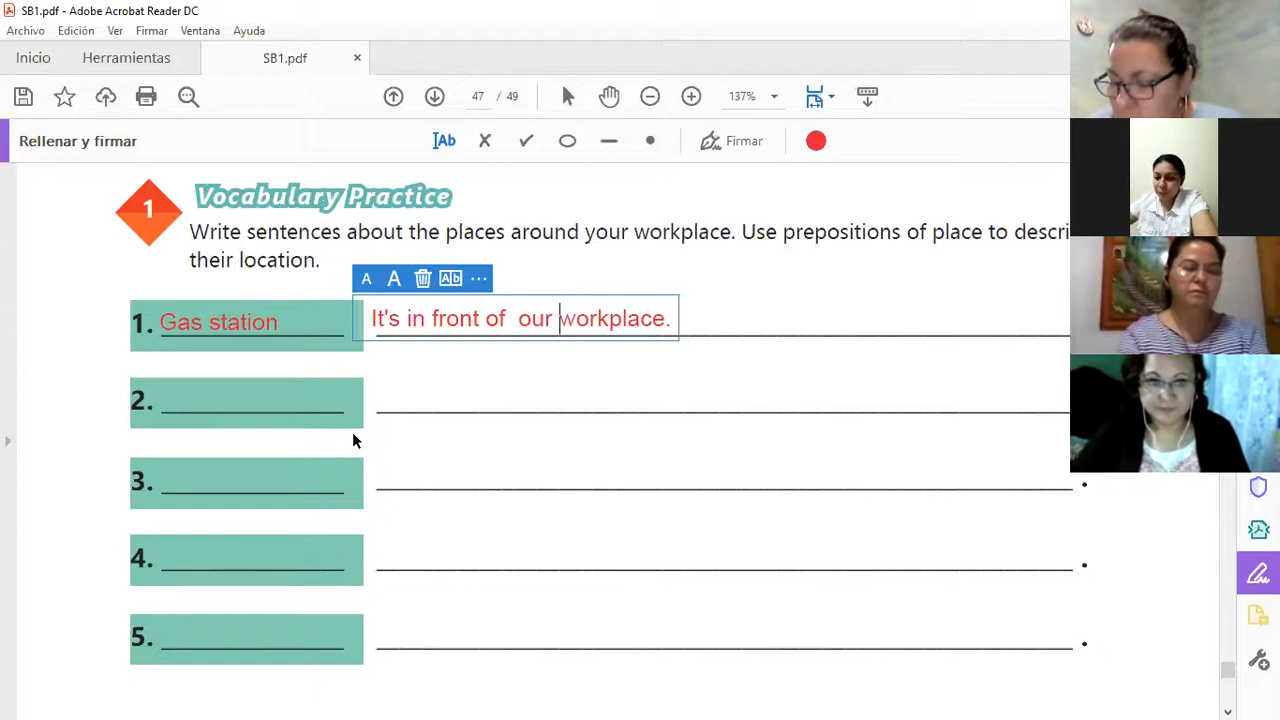 SB1.pdf - Adobe Acrobat Reader DC
Archivo Edición Ver Firmar Ventana Ayuda
Inicio Herramientas SB1.pdf ×
47 / 49 137%
Rellenar y firmar Ab Firmar
1 Vocabulary Practice
Write sentences about the places around your workplace. Use prepositions of place to descri
their location.
A A Ab ...
1. Gas station It's in front of our workplace.
2.
3. .
4. .
5. .